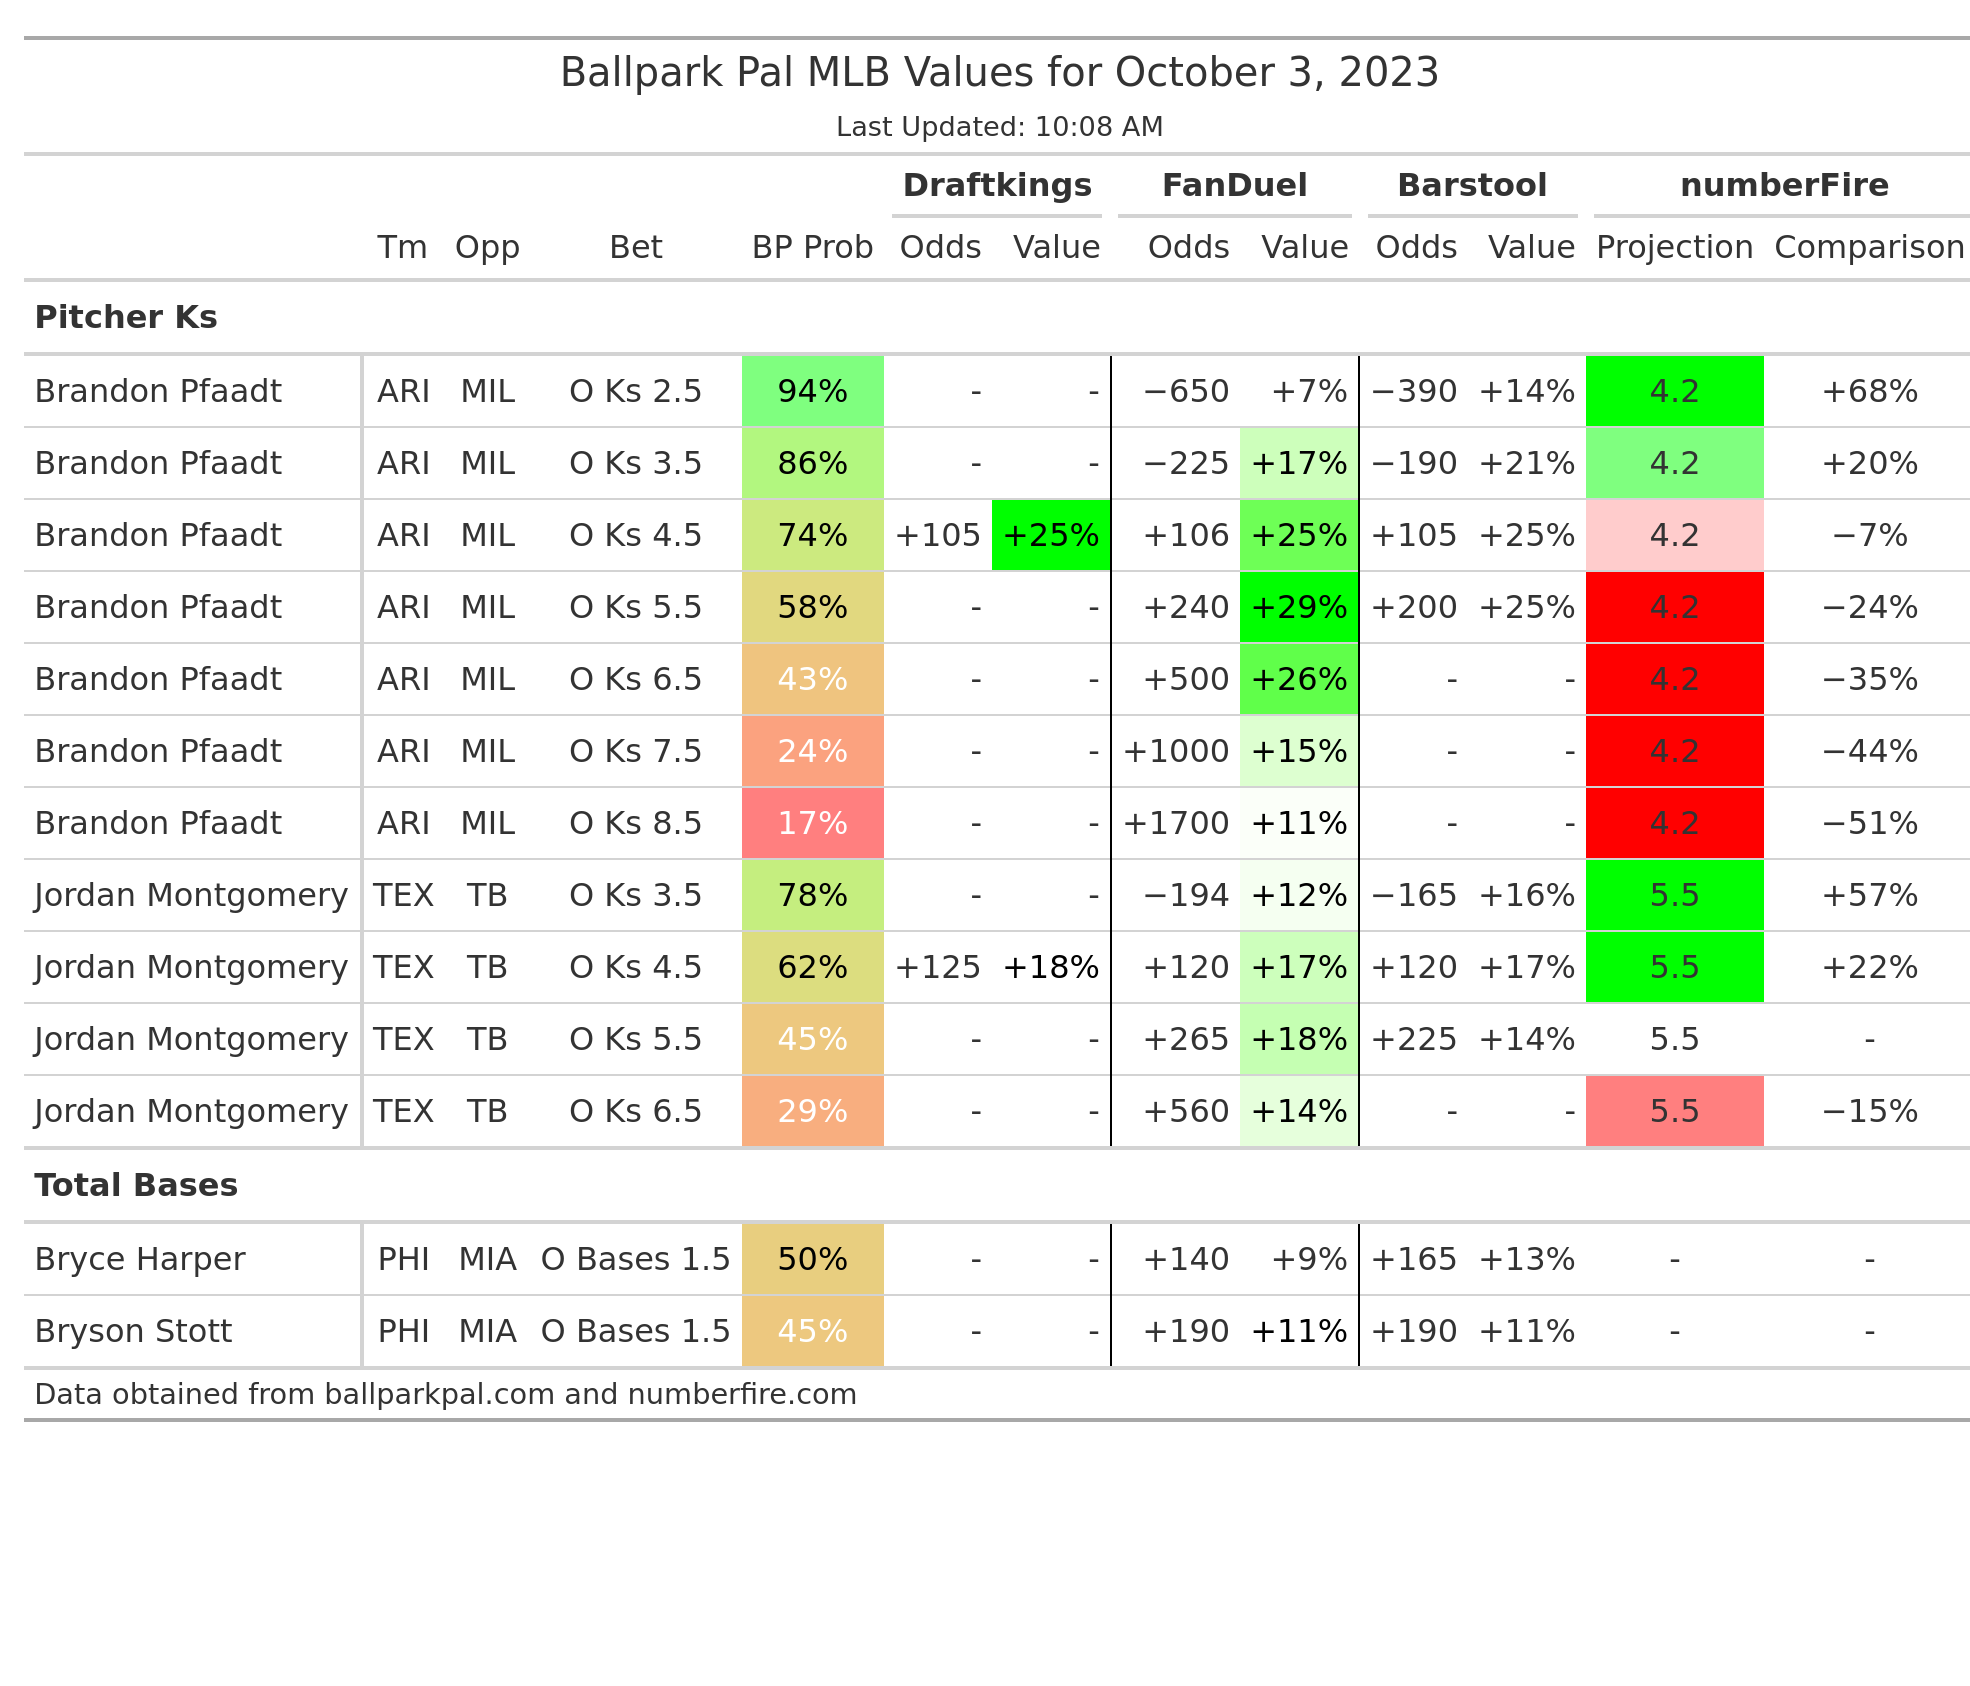 Ballpark Pal MLB Values for October 3, 2023
Last Updated: 10:08 AM
Draftkings FanDuel Barstool numberFire
Tm Opp Bet BP Prob Odds Value Odds Value Odds Value Projection Comparison
Pitcher Ks
Brandon Pfaadt ARI MIL O Ks 2.5 94% - - −650 +7% −390 +14% 4.2 +68%
Brandon Pfaadt ARI MIL O Ks 3.5 86% - - −225 +17% −190 +21% 4.2 +20%
Brandon Pfaadt ARI MIL O Ks 4.5 74% +105 +25% +106 +25% +105 +25% 4.2 −7%
Brandon Pfaadt ARI MIL O Ks 5.5 58% - - +240 +29% +200 +25% 4.2 −24%
Brandon Pfaadt ARI MIL O Ks 6.5 43% - - +500 +26% - - 4.2 −35%
Brandon Pfaadt ARI MIL O Ks 7.5 24% - - +1000 +15% - - 4.2 −44%
Brandon Pfaadt ARI MIL O Ks 8.5 17% - - +1700 +11% - - 4.2 −51%
Jordan Montgomery TEX TB O Ks 3.5 78% - - −194 +12% −165 +16% 5.5 +57%
Jordan Montgomery TEX TB O Ks 4.5 62% +125 +18% +120 +17% +120 +17% 5.5 +22%
Jordan Montgomery TEX TB O Ks 5.5 45% - - +265 +18% +225 +14% 5.5 -
Jordan Montgomery TEX TB O Ks 6.5 29% - - +560 +14% - - 5.5 −15%
Total Bases
Bryce Harper PHI MIA O Bases 1.5 50% - - +140 +9% +165 +13% - -
Bryson Stott PHI MIA O Bases 1.5 45% - - +190 +11% +190 +11% - -
Data obtained from ballparkpal.com and numberfire.com